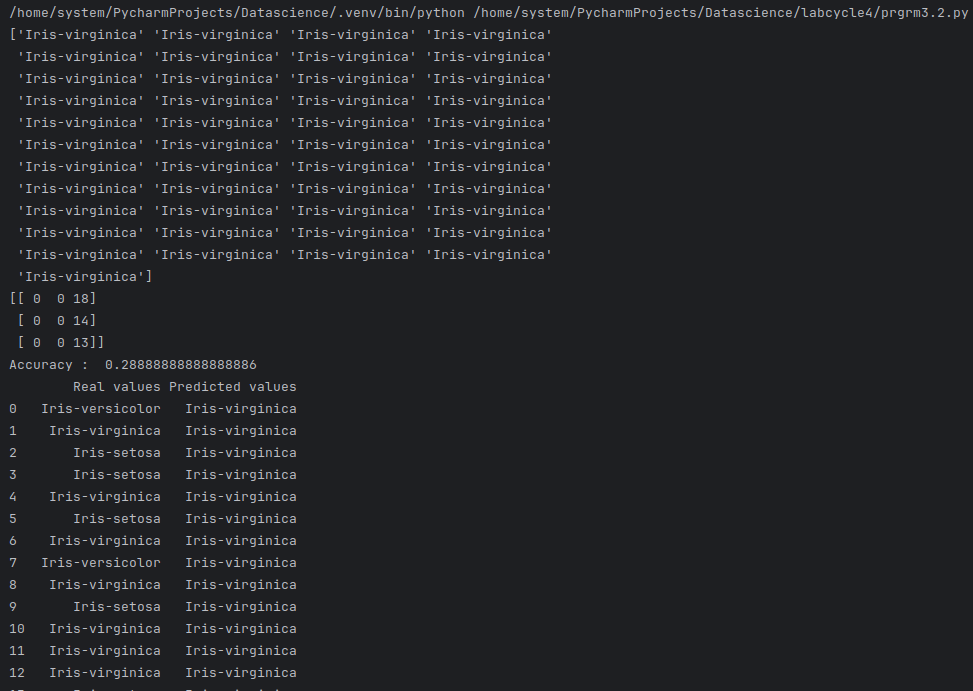 /home/system/PycharmProjects/Datascience/.venv/bin/python /home/system/PycharmProjects/Datascience/labcycle4/prgrm3.2.py
['Iris-virginica' 'Iris-virginica' 'Iris-virginica' 'Iris-virginica'
 'Iris-virginica' 'Iris-virginica' 'Iris-virginica' 'Iris-virginica'
 'Iris-virginica' 'Iris-virginica' 'Iris-virginica' 'Iris-virginica'
 'Iris-virginica' 'Iris-virginica' 'Iris-virginica' 'Iris-virginica'
 'Iris-virginica' 'Iris-virginica' 'Iris-virginica' 'Iris-virginica'
 'Iris-virginica' 'Iris-virginica' 'Iris-virginica' 'Iris-virginica'
 'Iris-virginica' 'Iris-virginica' 'Iris-virginica' 'Iris-virginica'
 'Iris-virginica' 'Iris-virginica' 'Iris-virginica' 'Iris-virginica'
 'Iris-virginica' 'Iris-virginica' 'Iris-virginica' 'Iris-virginica'
 'Iris-virginica' 'Iris-virginica' 'Iris-virginica' 'Iris-virginica'
 'Iris-virginica' 'Iris-virginica' 'Iris-virginica' 'Iris-virginica'
 'Iris-virginica']
[[ 0  0 18]
 [ 0  0 14]
 [ 0  0 13]]
Accuracy :  0.28888888888888886
        Real values Predicted values
0   Iris-versicolor   Iris-virginica
1    Iris-virginica   Iris-virginica
2       Iris-setosa   Iris-virginica
3       Iris-setosa   Iris-virginica
4    Iris-virginica   Iris-virginica
5       Iris-setosa   Iris-virginica
6    Iris-virginica   Iris-virginica
7   Iris-versicolor   Iris-virginica
8    Iris-virginica   Iris-virginica
9       Iris-setosa   Iris-virginica
10   Iris-virginica   Iris-virginica
11   Iris-virginica   Iris-virginica
12   Iris-virginica   Iris-virginica